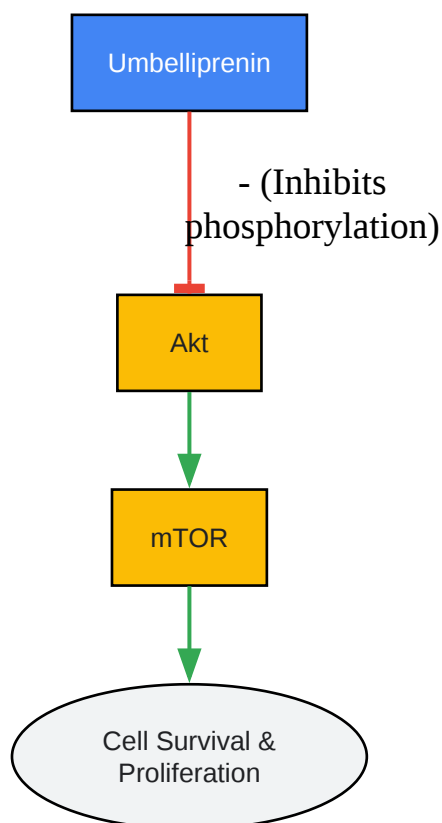 Umbelliprenin
- (Inhibits
phosphorylation)
Akt
mTOR
Cell Survival &
Proliferation